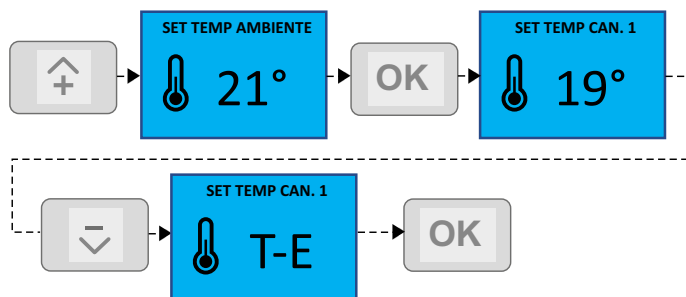 +
SET TEMP AMBIENTE
21°
OK
SET TEMP CAN. 1
19°
-
SET TEMP CAN. 1
T-E
OK